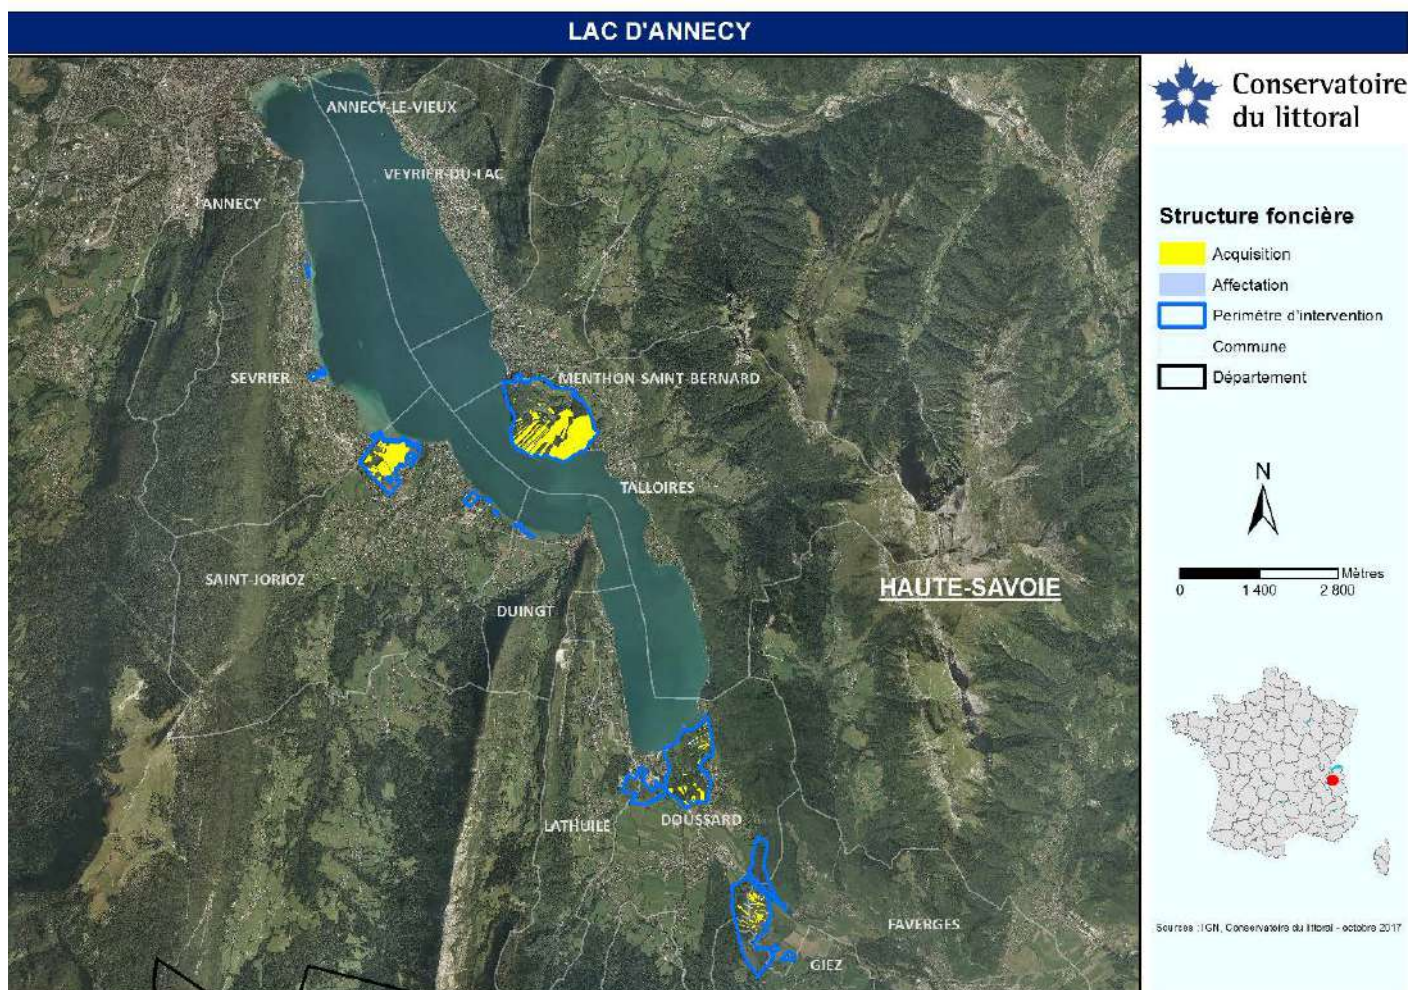 LAC D'ANNECY
ANNECY-LE-VIEUX
VEYRIER-DU-LAC
ANNECY
SEVRIER
MENTHON-SAINT-BERNARD
TALLOIRES
SAINT-JORIOZ
DUINGT
HAUTE-SAVOIE
LATHUILE
DOUSSARD
FAVERGES
GIEZ
Conservatoire
du littoral
Structure foncière
Acquisition
Affectation
Perimètre d'intervention
Commune
Département
N
Mètres
0 1 400 2 800
Sources : IGN, Conservatoire du littoral - octobre 2017